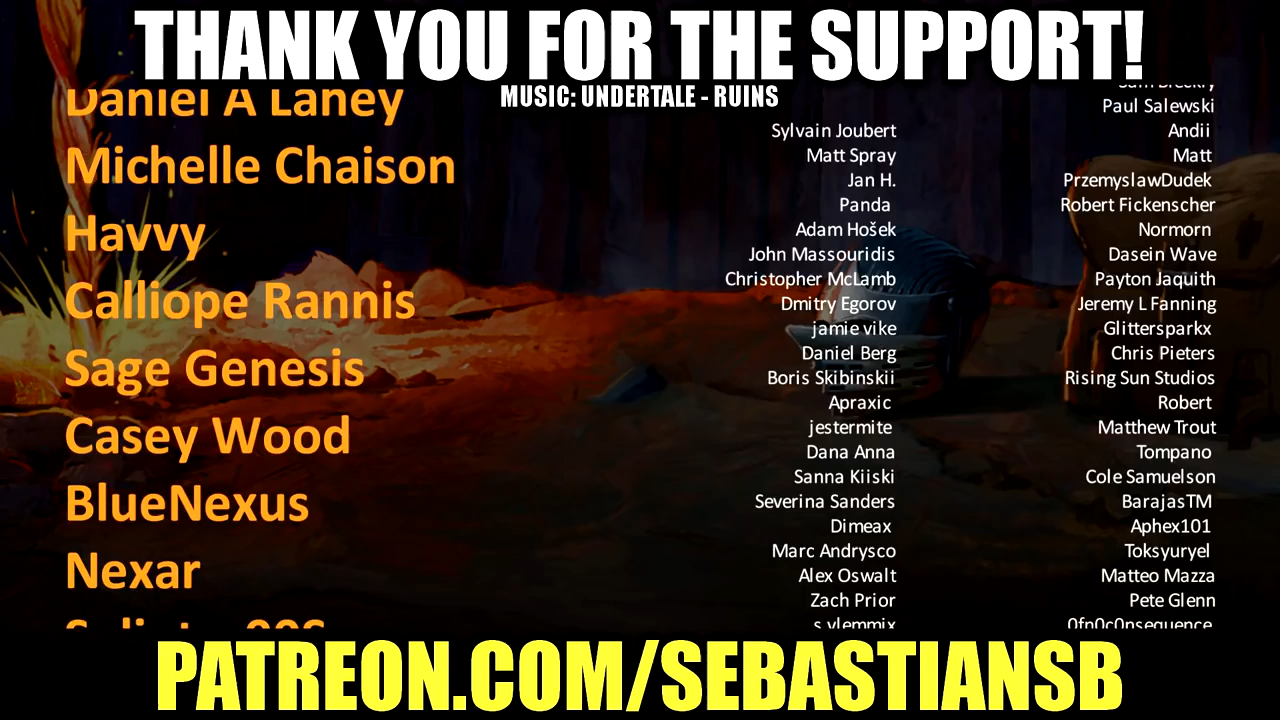 THANK YOU FOR THE SUPPORT!
MUSIC: UNDERTALE - RUINS
Daniel A Laney
Michelle Chaison
Havvy
Calliope Rannis
Sage Genesis
Casey Wood
BlueNexus
Nexar
Sylvain Joubert
Matt Spray
Jan H.
Panda
Adam Hošek
John Massouridis
Christopher McLamb
Dmitry Egorov
jamie vike
Daniel Berg
Boris Skibinskii
Apraxic
jestermite
Dana Anna
Sanna Kiiski
Severina Sanders
Dimeax
Marc Andrysco
Alex Oswalt
Zach Prior
Paul Salewski
Andii
Matt
PrzemyslawDudek
Robert Fickenscher
Normorn
Dasein Wave
Payton Jaquith
Jeremy L Fanning
Glittersparkx
Chris Pieters
Rising Sun Studios
Robert
Matthew Trout
Tompano
Cole Samuelson
BarajasTM
Aphex101
Toksyuryel
Matteo Mazza
Pete Glenn
0fn0c0nsequence
PATREON.COM/SEBASTIANSB